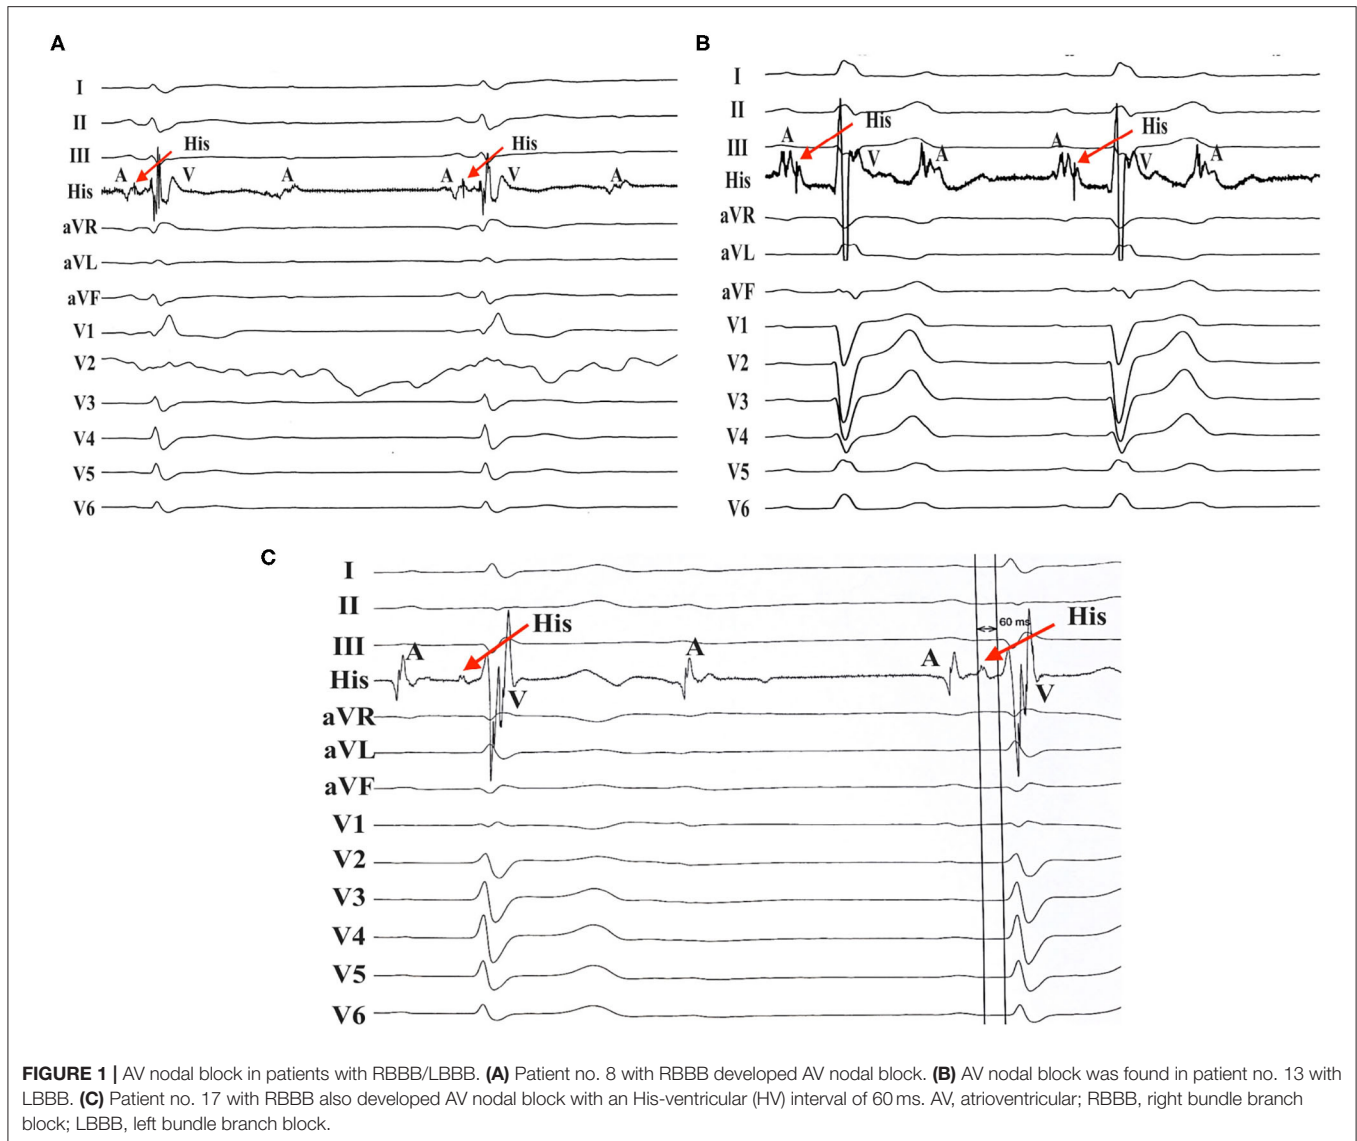 A
I
II
His
His
III
A
V
A
A
V
A
His
aVR
aVL
aVF
V1
V2
V3
V4
V5
V6
B
I
II
His
His
A
III
A
V
V
A
A
His
aVR
aVL
aVF
V1
V2
V3
V4
V5
V6
C
I
II
His
60 ms
His
III
A
A
A
His
V
V
aVR
aVL
aVF
V1
V2
V3
V4
V5
V6
FIGURE 1 | AV nodal block in patients with RBBB/LBBB. (A) Patient no. 8 with RBBB developed AV nodal block. (B) AV nodal block was found in patient no. 13 with
LBBB. (C) Patient no. 17 with RBBB also developed AV nodal block with an His-ventricular (HV) interval of 60 ms. AV, atrioventricular; RBBB, right bundle branch
block; LBBB, left bundle branch block.